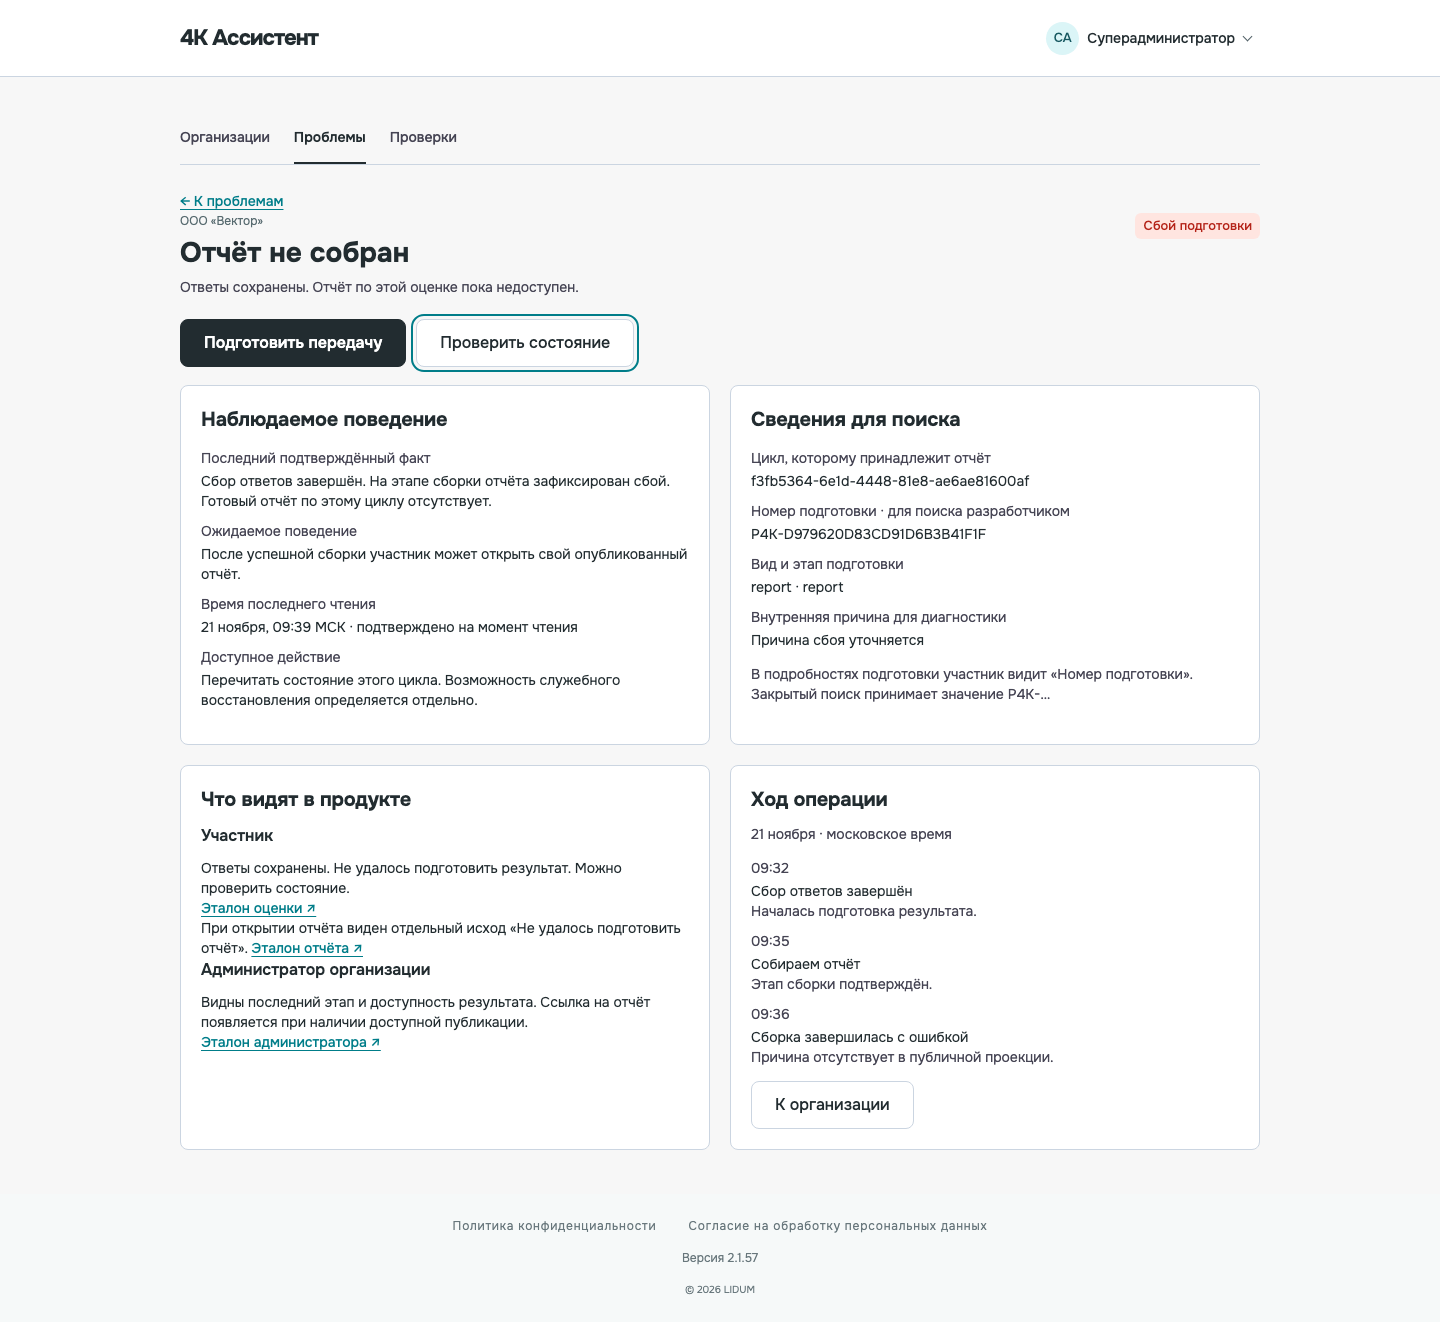 4К Ассистент
СА Суперадминистратор
Организации Проблемы Проверки
← К проблемам
ООО «Вектор»
Сбой подготовки
Отчёт не собран
Ответы сохранены. Отчёт по этой оценке пока недоступен.
Подготовить передачу Проверить состояние
Наблюдаемое поведение
Последний подтверждённый факт
Сбор ответов завершён. На этапе сборки отчёта зафиксирован сбой.
Готовый отчёт по этому циклу отсутствует.
Ожидаемое поведение
После успешной сборки участник может открыть свой опубликованный
отчёт.
Время последнего чтения
21 ноября, 09:39 МСК · подтверждено на момент чтения
Доступное действие
Перечитать состояние этого цикла. Возможность служебного
восстановления определяется отдельно.
Сведения для поиска
Цикл, которому принадлежит отчёт
f3fb5364-6e1d-4448-81e8-ae6ae81600af
Номер подготовки · для поиска разработчиком
P4K-D979620D83CD91D6B3B41F1F
Вид и этап подготовки
report · report
Внутренняя причина для диагностики
Причина сбоя уточняется
В подробностях подготовки участник видит «Номер подготовки».
Закрытый поиск принимает значение P4K-…
Что видят в продукте
Участник
Ответы сохранены. Не удалось подготовить результат. Можно
проверить состояние.
Эталон оценки ↗
При открытии отчёта виден отдельный исход «Не удалось подготовить
отчёт». Эталон отчёта ↗
Администратор организации
Видны последний этап и доступность результата. Ссылка на отчёт
появляется при наличии доступной публикации.
Эталон администратора ↗
Ход операции
21 ноября · московское время
09:32
Сбор ответов завершён
Началась подготовка результата.
09:35
Собираем отчёт
Этап сборки подтверждён.
09:36
Сборка завершилась с ошибкой
Причина отсутствует в публичной проекции.
К организации
Политика конфиденциальности Согласие на обработку персональных данных
Версия 2.1.57
© 2026 LIDUM